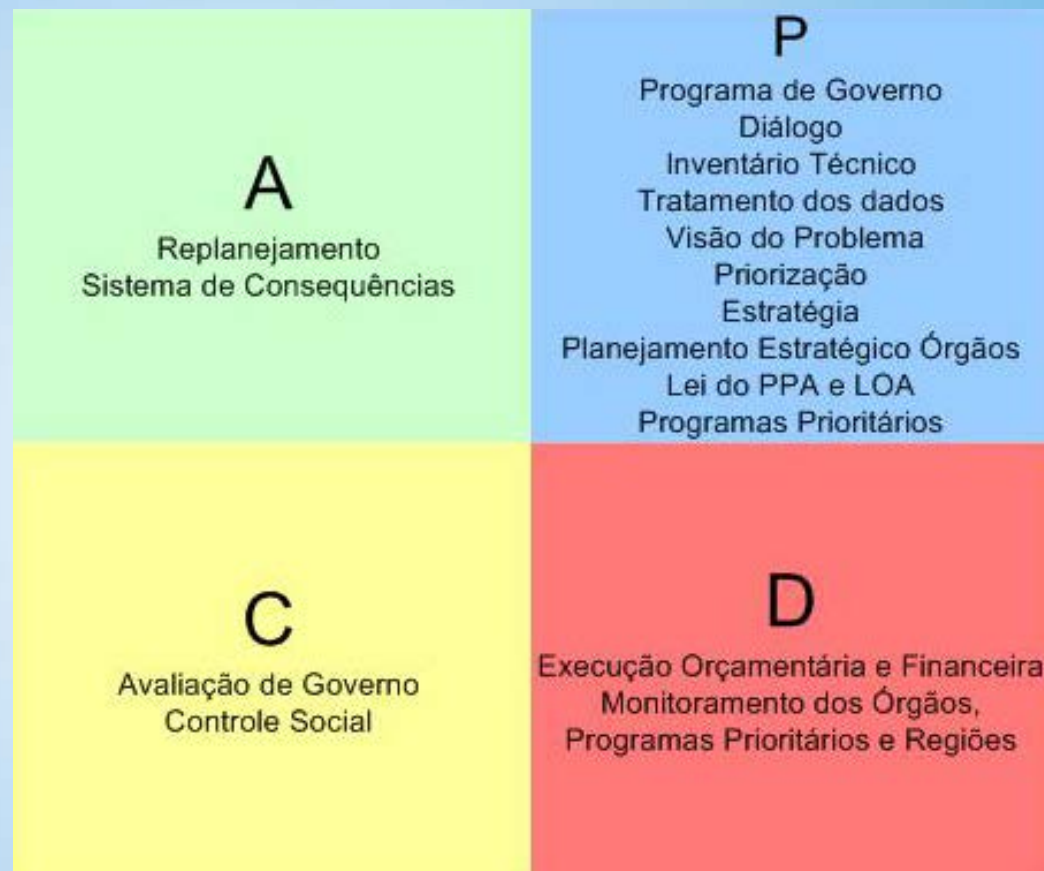 A
Replanejamento
Sistema de Consequências
P
Programa de Governo
Diálogo
Inventário Técnico
Tratamento dos dados
Visão do Problema
Priorização
Estratégia
Planejamento Estratégico Órgãos
Lei do PPA e LOA
Programas Prioritários
C
Avaliação de Governo
Controle Social
D
Execução Orçamentária e Financeira
Monitoramento dos Órgãos,
Programas Prioritários e Regiões